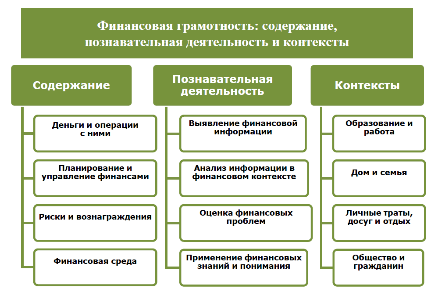 Финансовая грамотность: содержание,
познавательная деятельность и контексты
Содержание
Деньги и операции
с ними
Планирование и
управление финансами
Риски и вознаграждения
Финансовая среда
Познавательная
деятельность
Выявление финансовой
информации
Анализ информации в
финансовом контексте
Оценка финансовых
проблем
Применение финансовых
знаний и понимания
Контексты
Образование и
работа
Дом и семья
Личные траты,
досуг и отдых
Общество и
гражданин